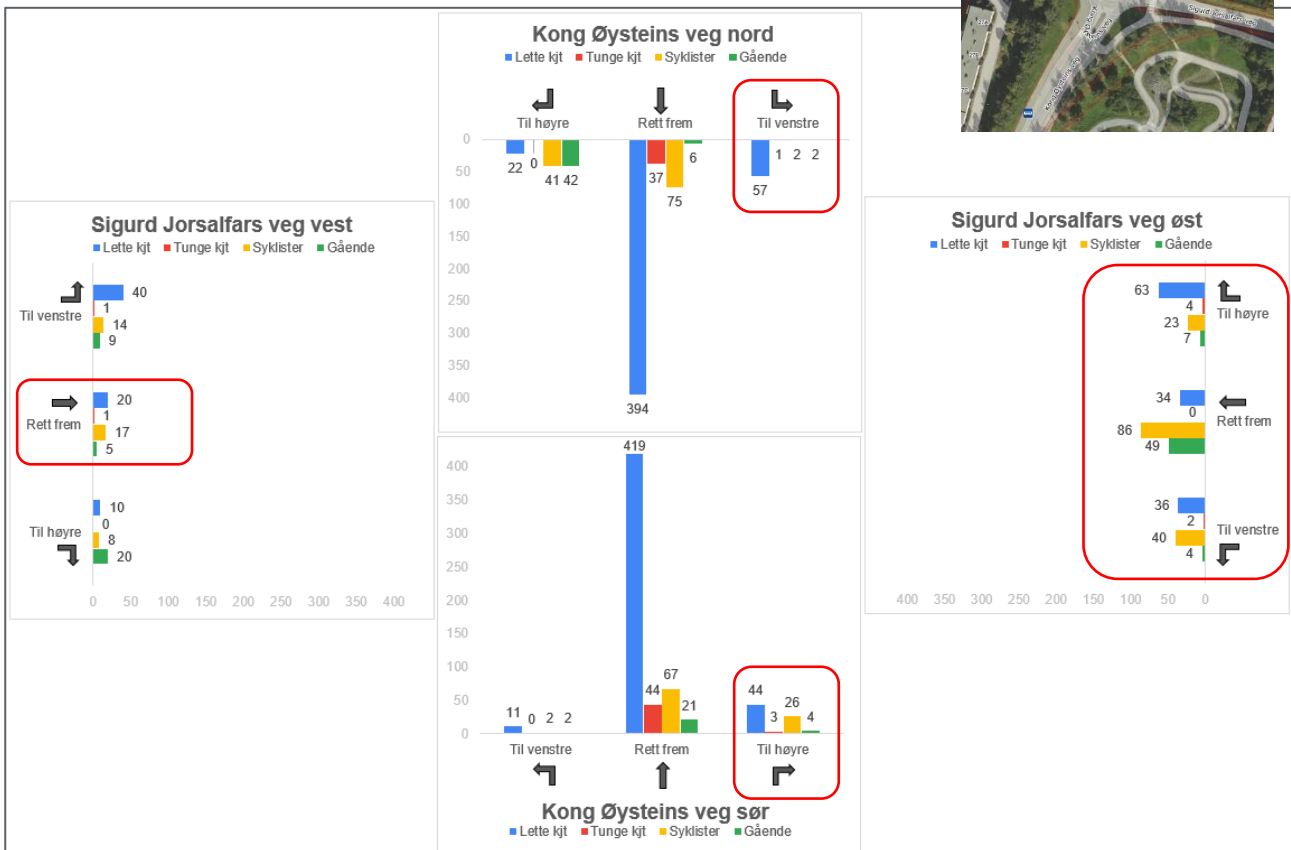 Kong Øysteins veg nord
Lette kjt Tunge kjt Syklister Gående
Til høyre Rett frem Til venstre
0
50
100
150
200
250
300
350
400
22 0 41 42
394 37 75 6
57 1 2 2
Sigurd Jorsalfars veg
Kong Øysteins veg
Sigurd Jorsalfars veg vest
Lette kjt Tunge kjt Syklister Gående
Til venstre
40
1
14
9
Rett frem
20
1
17
5
Til høyre
10
0
8
20
0 50 100 150 200 250 300 350 400
Sigurd Jorsalfars veg øst
Lette kjt Tunge kjt Syklister Gående
63
4
23
7
Til høyre
34
0
86
49
Rett frem
36
2
40
4
Til venstre
400 350 300 250 200 150 100 50 0
400
350
300
250
200
150
100
50
0
11 0 2 2
419 44 67 21
44 3 26 4
Til venstre Rett frem Til høyre
Kong Øysteins veg sør
Lette kjt Tunge kjt Syklister Gående